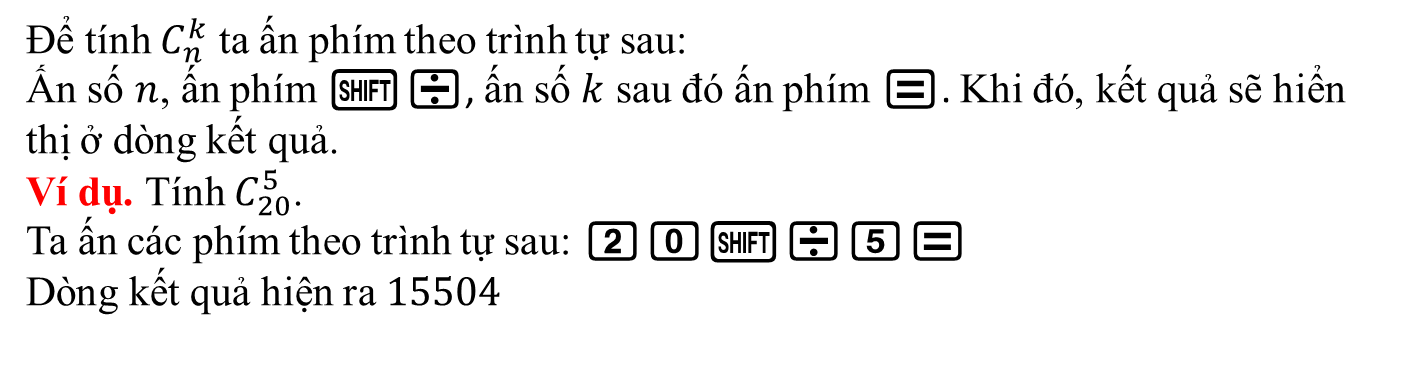 Để tính $C_n^k$ ta ấn phím theo trình tự sau:
Ấn số n, ấn phím SHIFT ÷, ấn số k sau đó ấn phím =. Khi đó, kết quả sẽ hiển
thị ở dòng kết quả.
Ví dụ. Tính $C_{20}^5$.
Ta ấn các phím theo trình tự sau: 2 0 SHIFT ÷ 5 =
Dòng kết quả hiện ra 15504